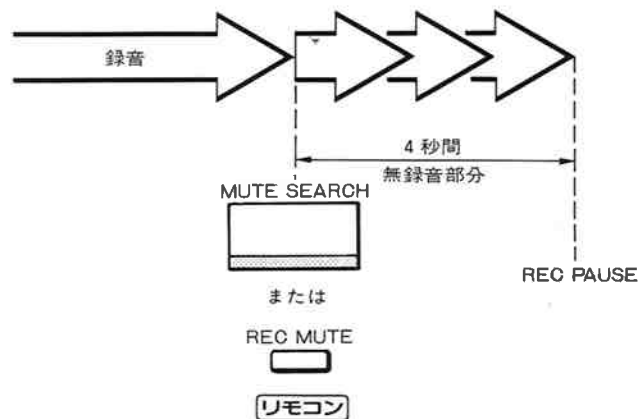 録音
4秒間
無録音部分
MUTE SEARCH
REC PAUSE
または
REC MUTE
リモコン